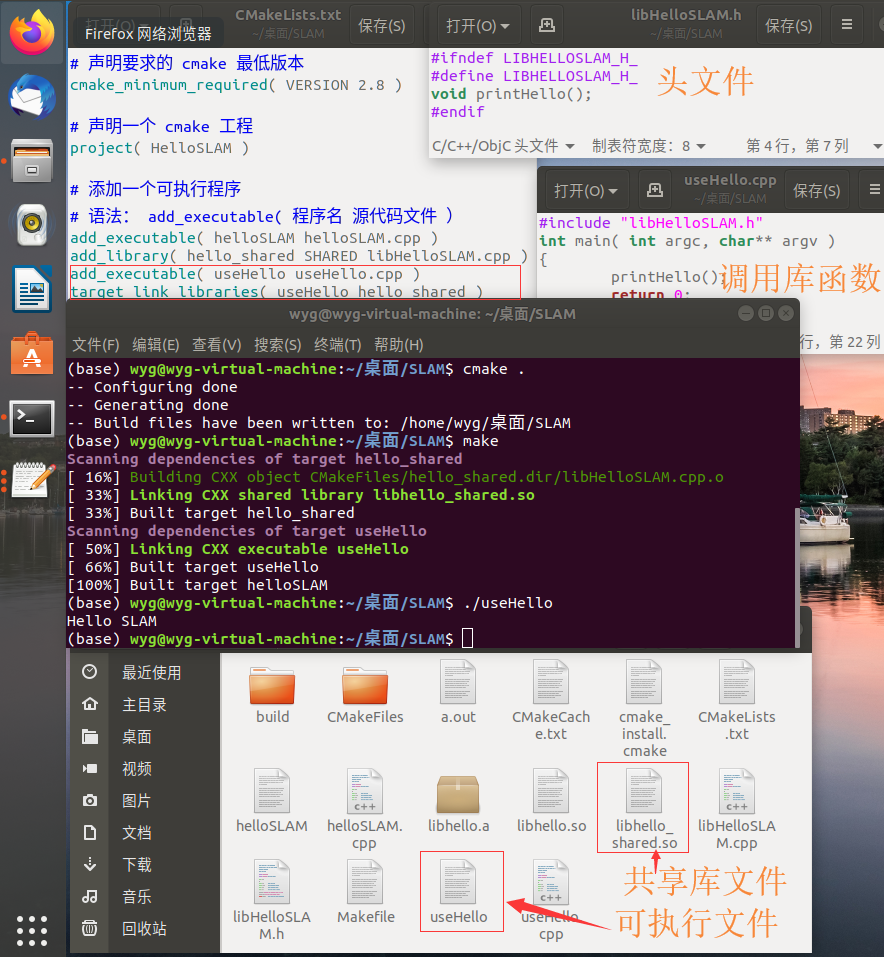 Firefox 网络浏览器
CMakeLists.txt
~/桌面/SLAM
保存(S)
# 声明要求的 cmake 最低版本
cmake_minimum_required( VERSION 2.8 )
# 声明一个 cmake 工程
project( HelloSLAM )
# 添加一个可执行程序
# 语法： add_executable( 程序名 源代码文件 )
add_executable( helloSLAM helloSLAM.cpp )
add_library( hello_shared SHARED libHelloSLAM.cpp )
add_executable( useHello useHello.cpp )
target_link_libraries( useHello hello_shared )
打开(O)
libHelloSLAM.h
~/桌面/SLAM
保存(S)
#ifndef LIBHELLOSLAM_H_
#define LIBHELLOSLAM_H_
void printHello();
#endif
头文件
C/C++/ObjC 头文件 制表符宽度：8 第 4 行，第 7 列
打开(O)
useHello.cpp
~/桌面/SLAM
保存(S)
#include "libHelloSLAM.h"
int main( int argc, char** argv )
{
printHello();
return 0;
调用库函数
行，第 22 列
wyg@wyg-virtual-machine: ~/桌面/SLAM
文件(F) 编辑(E) 查看(V) 搜索(S) 终端(T) 帮助(H)
(base) wyg@wyg-virtual-machine:~/桌面/SLAM$ cmake .
-- Configuring done
-- Generating done
-- Build files have been written to: /home/wyg/桌面/SLAM
(base) wyg@wyg-virtual-machine:~/桌面/SLAM$ make
Scanning dependencies of target hello_shared
[ 16%] Building CXX object CMakeFiles/hello_shared.dir/libHelloSLAM.cpp.o
[ 33%] Linking CXX shared library libhello_shared.so
[ 33%] Built target hello_shared
Scanning dependencies of target useHello
[ 50%] Linking CXX executable useHello
[ 66%] Built target useHello
[100%] Built target helloSLAM
(base) wyg@wyg-virtual-machine:~/桌面/SLAM$ ./useHello
Hello SLAM
(base) wyg@wyg-virtual-machine:~/桌面/SLAM$
最近使用
主目录
桌面
视频
图片
文档
下载
音乐
回收站
build
CMakeFiles
a.out
CMakeCach
e.txt
cmake_
install.
cmake
CMakeLists
.txt
helloSLAM
helloSLAM.
cpp
libhello.a
libhello.so
libhello_
shared.so
libHelloSLA
M.cpp
libHelloSLA
M.h
Makefile
useHello
useHello.
cpp
共享库文件
可执行文件